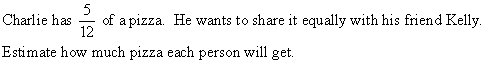 Charlie has 5/12 of a pizza. He wants to share it equally with his friend Kelly.
Estimate how much pizza each person will get.